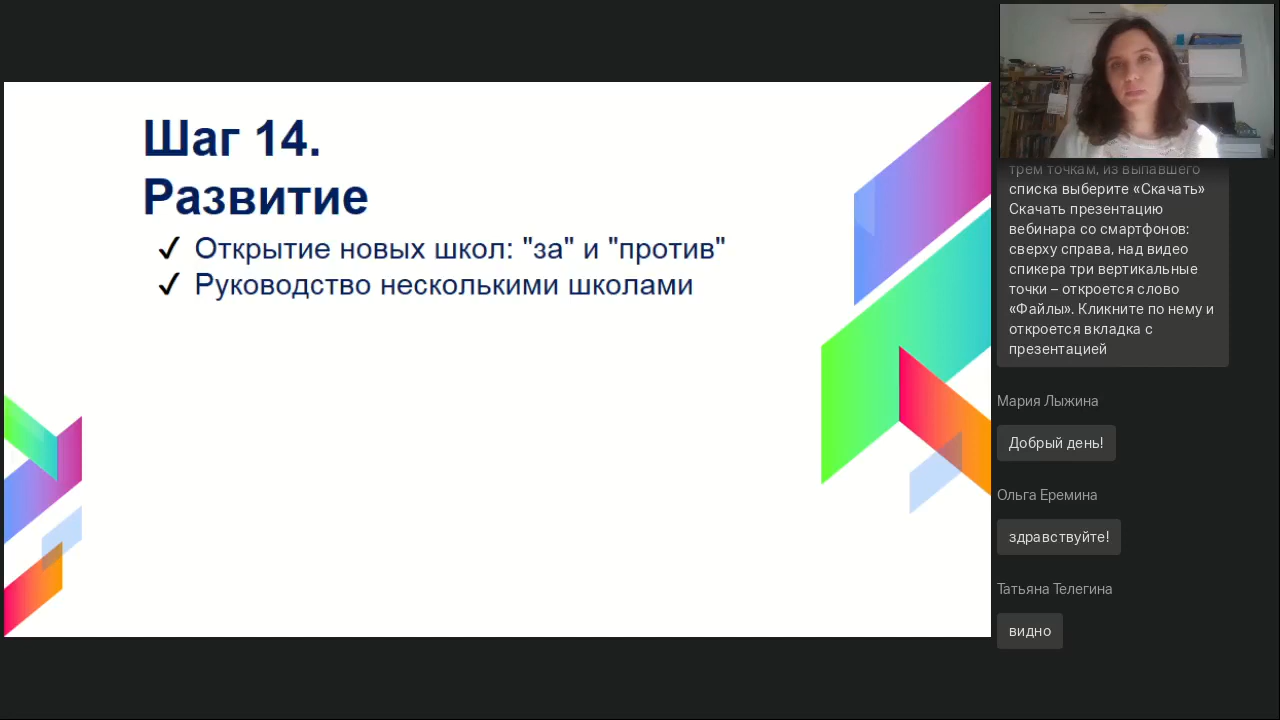 Шаг 14.
Развитие
✓ Открытие новых школ: "за" и "против"
✓ Руководство несколькими школами
трем точкам, из выпавшего
списка выберите «Скачать»
Скачать презентацию
вебинара со смартфонов:
сверху справа, над видео
спикера три вертикальные
точки – откроется слово
«Файлы». Кликните по нему и
откроется вкладка с
презентацией
Мария Лыжина
Добрый день!
Ольга Еремина
здравствуйте!
Татьяна Телегина
видно